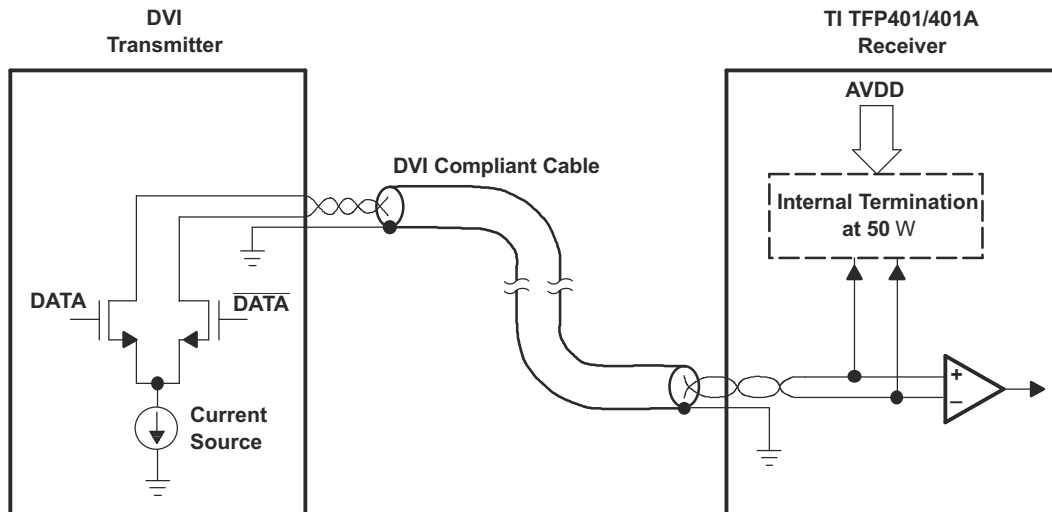 DVI
Transmitter
TI TFP401/401A
Receiver
AVDD
DVI Compliant Cable
Internal Termination
at 50 W
DATA
DATA
Current
Source
+
−